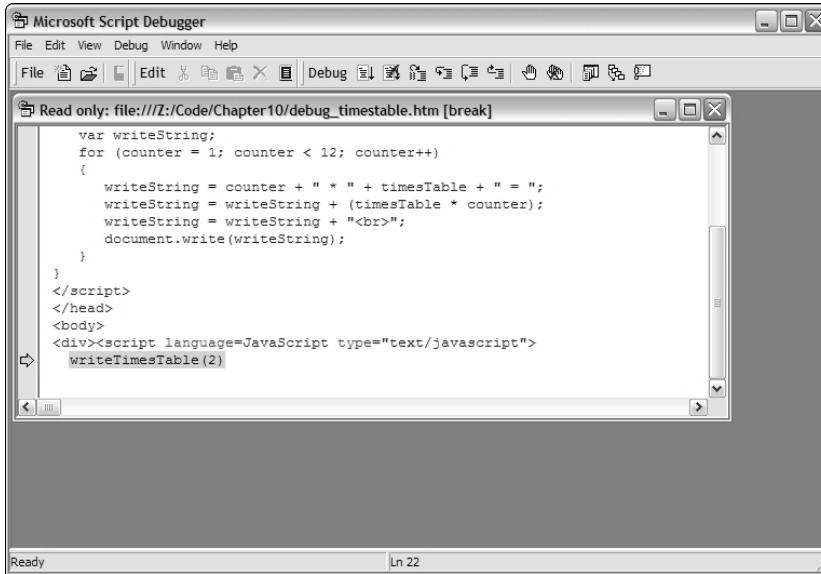 Microsoft Script Debugger
File Edit View Debug Window Help
File Edit Debug
Read only: file:///Z:/Code/Chapter10/debug_timestable.htm [break]
var writeString;
for (counter = 1; counter < 12; counter++)
{
writeString = counter + " * " + timesTable + " = ";
writeString = writeString + (timesTable * counter);
writeString = writeString + "<br>";
document.write(writeString);
}
}
</script>
</head>
<body>
<div><script language=JavaScript type="text/javascript">
writeTimesTable(2)
Ready Ln 22